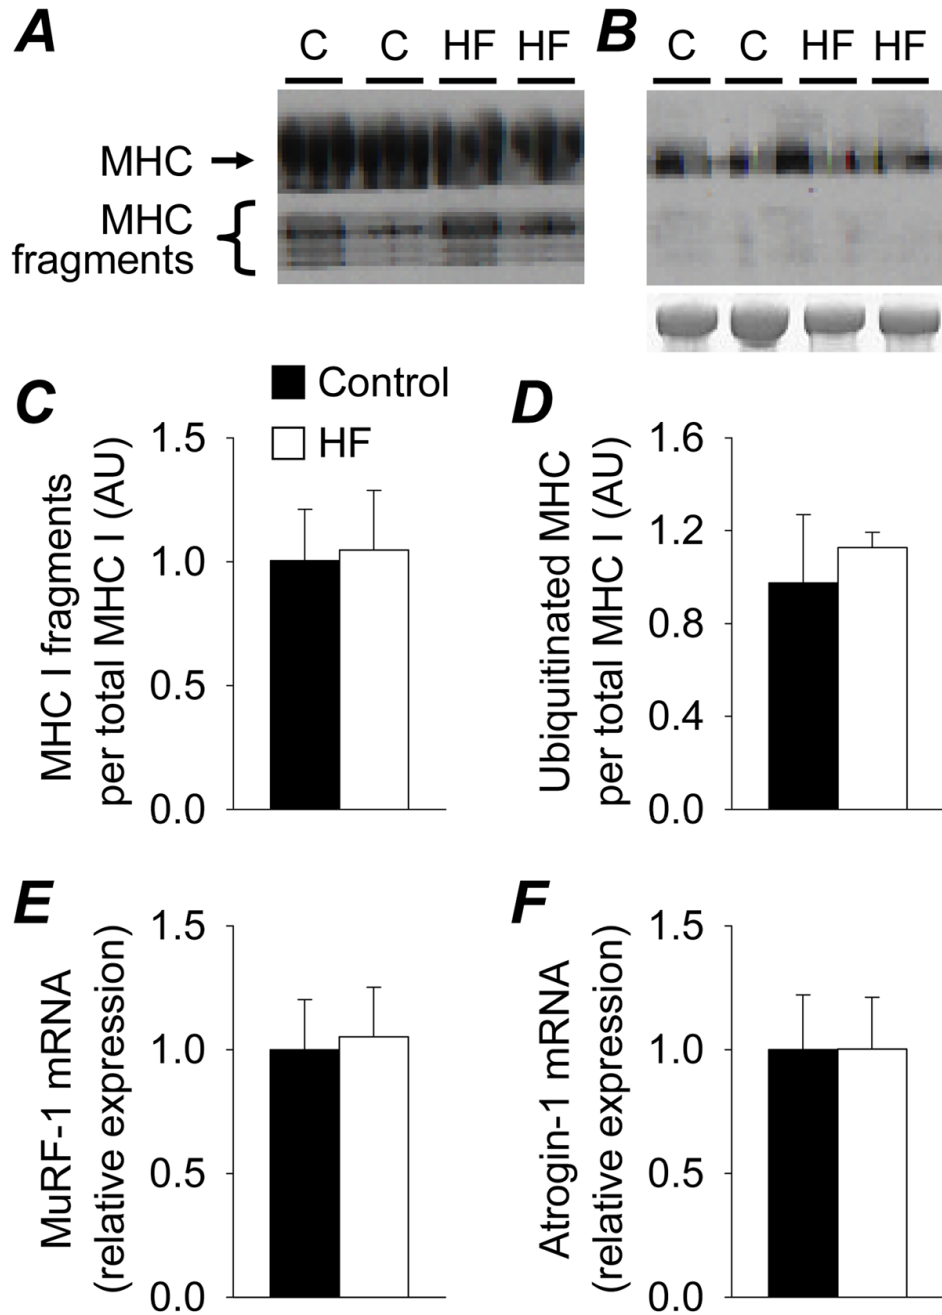 A
C C HF HF
MHC
MHC
fragments
B
C C HF HF
C
Control
HF
MHC I fragments
per total MHC I (AU)
1.5
1.0
0.5
0.0
D
Ubiquitinated MHC
per total MHC I (AU)
1.6
1.2
0.8
0.4
0.0
E
MuRF-1 mRNA
(relative expression)
1.5
1.0
0.5
0.0
F
Atrogin-1 mRNA
(relative expression)
1.5
1.0
0.5
0.0